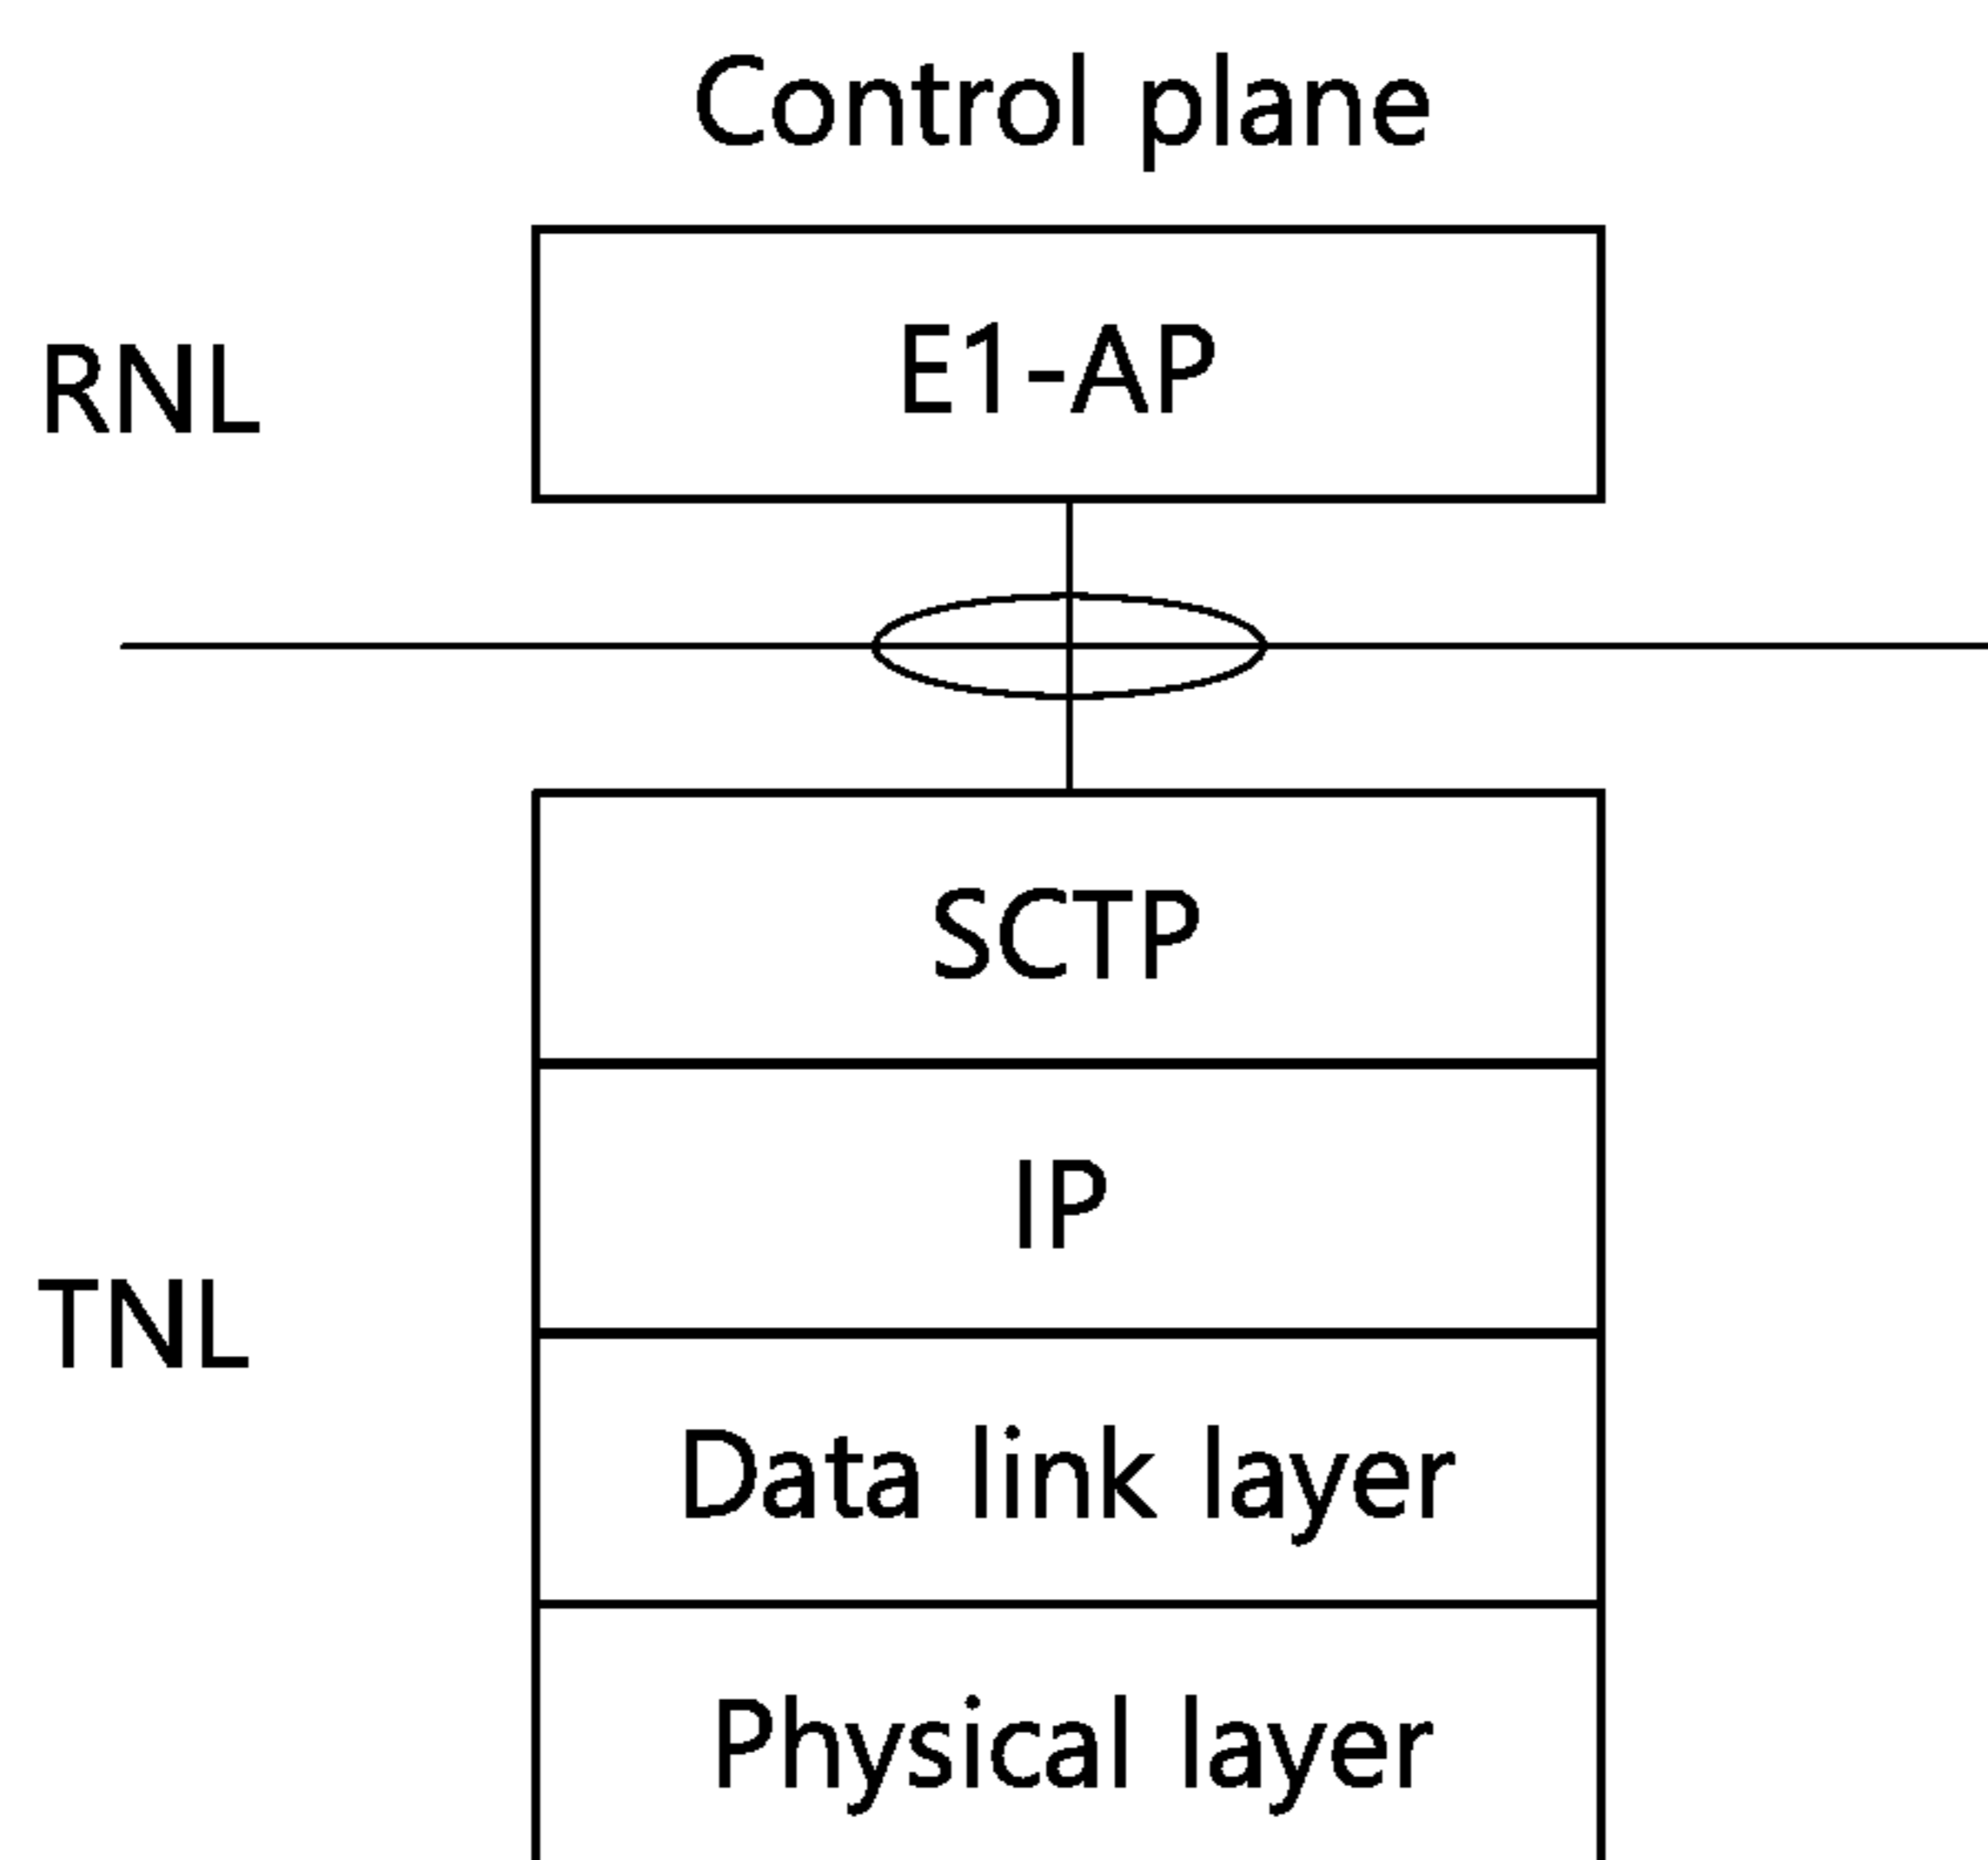 Control plane
RNL
E1-AP
SCTP
IP
TNL
Data link layer
Physical layer